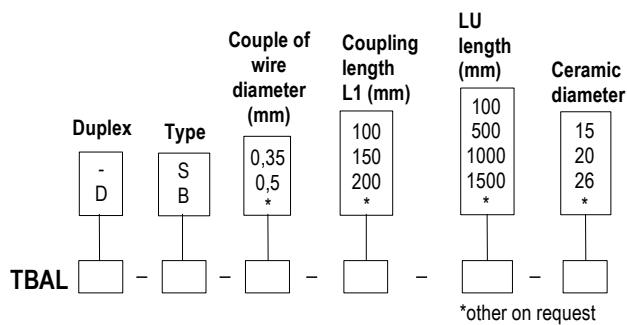 Duplex
-
D
Type
S
B
Couple of
wire
diameter
(mm)
0,35
0,5
*
Coupling
length
L1 (mm)
100
150
200
*
LU
length
(mm)
100
500
1000
1500
*
Ceramic
diameter
15
20
26
*
TBAL – – – – –
*other on request